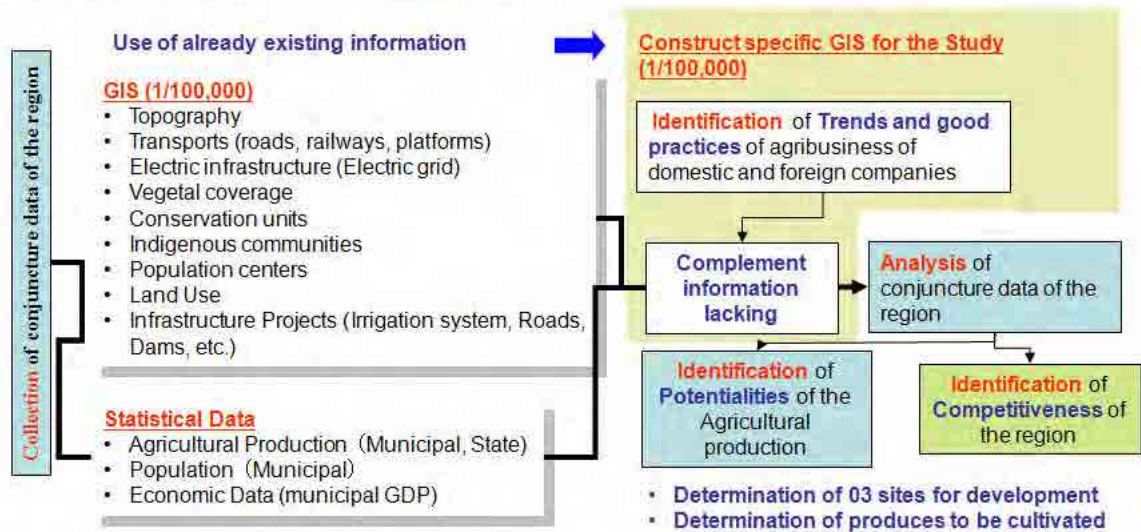 Collection of conjuncture data of the region
Use of already existing information
GIS (1/100,000)
• Topography
• Transports (roads, railways, platforms)
• Electric infrastructure (Electric grid)
• Vegetal coverage
• Conservation units
• Indigenous communities
• Population centers
• Land Use
• Infrastructure Projects (Irrigation system, Roads,
Dams, etc.)
Statistical Data
• Agricultural Production (Municipal, State)
• Population (Municipal)
• Economic Data (municipal GDP)
Construct specific GIS for the Study
(1/100,000)
Identification of Trends and good
practices of agribusiness of
domestic and foreign companies
Complement
information
lacking
Analysis of
conjuncture data of the
region
Identification of
Potentialities of the
Agricultural
production
Identification of
Competitiveness of
the region
• Determination of 03 sites for development
• Determination of produces to be cultivated